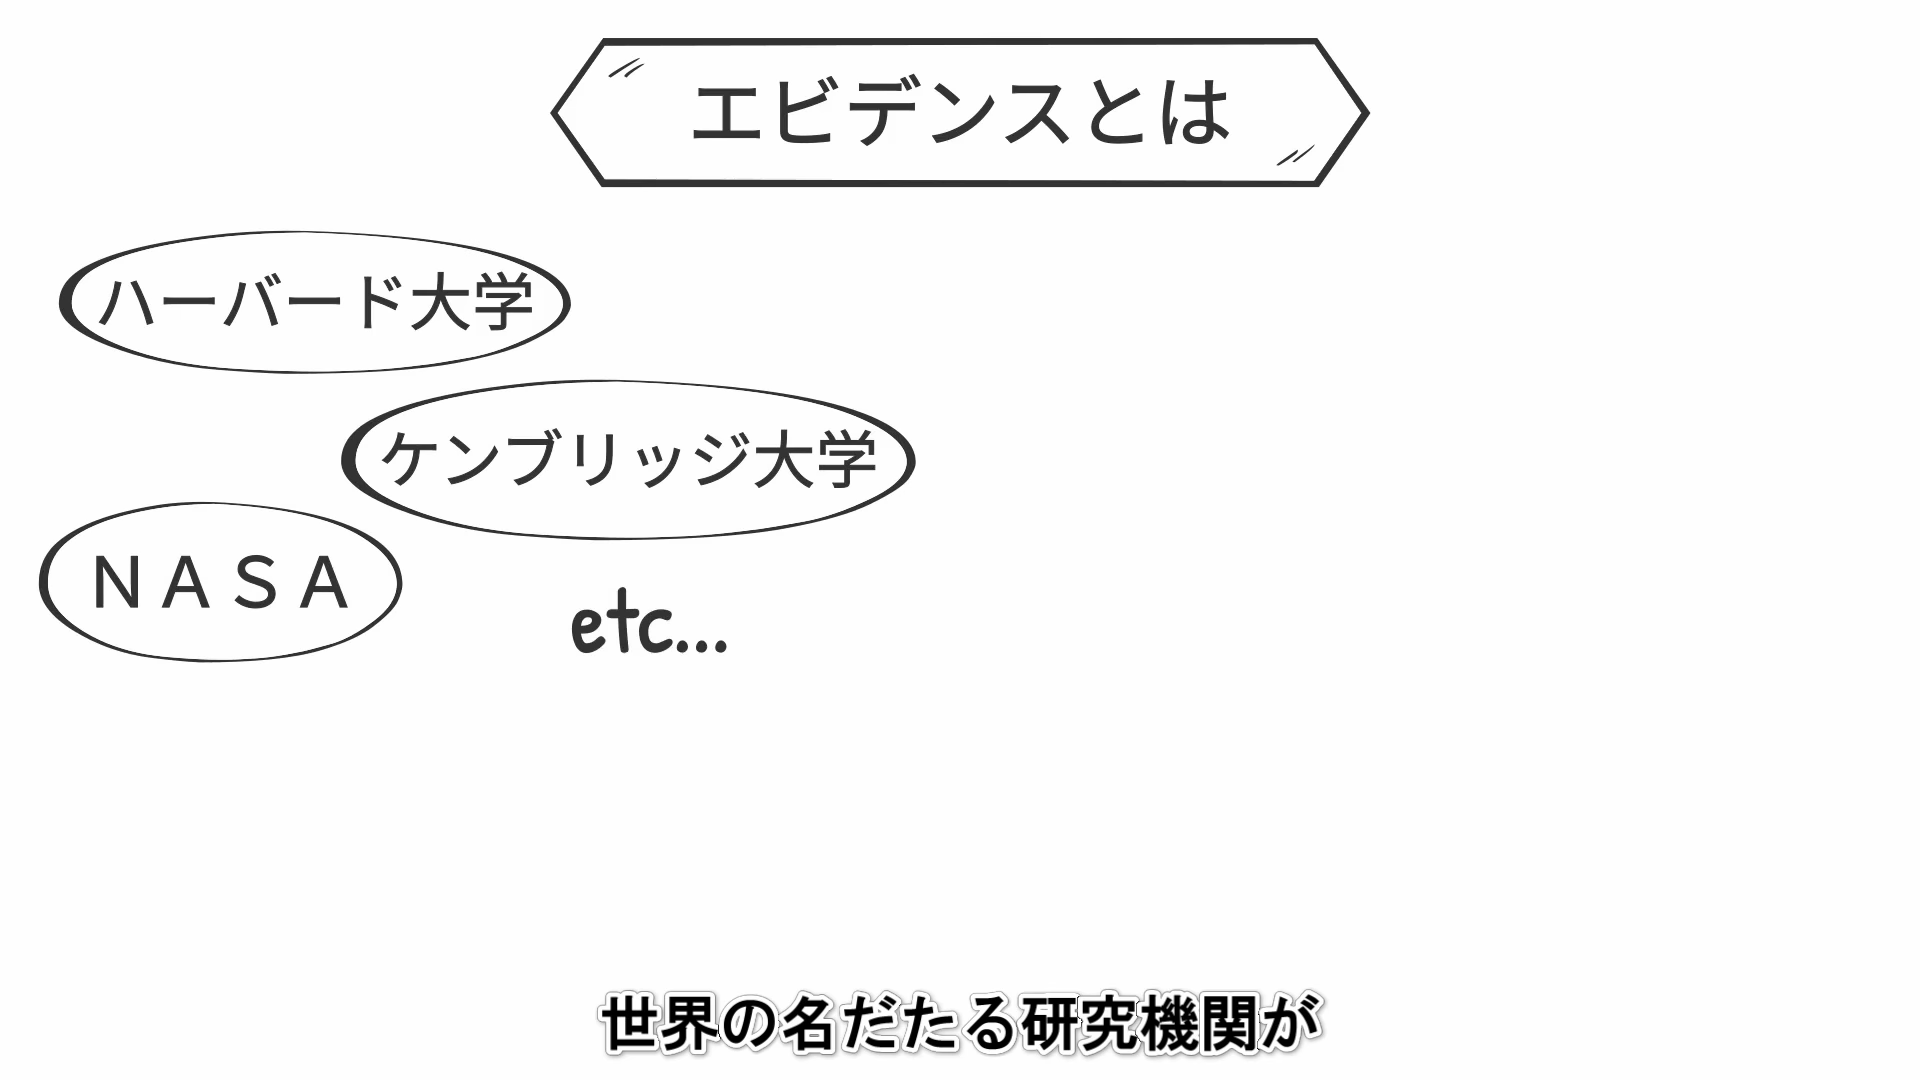 エビデンスとは
ハーバード大学
ケンブリッジ大学
ＮＡＳＡ
etc...
世界の名だたる研究機関が